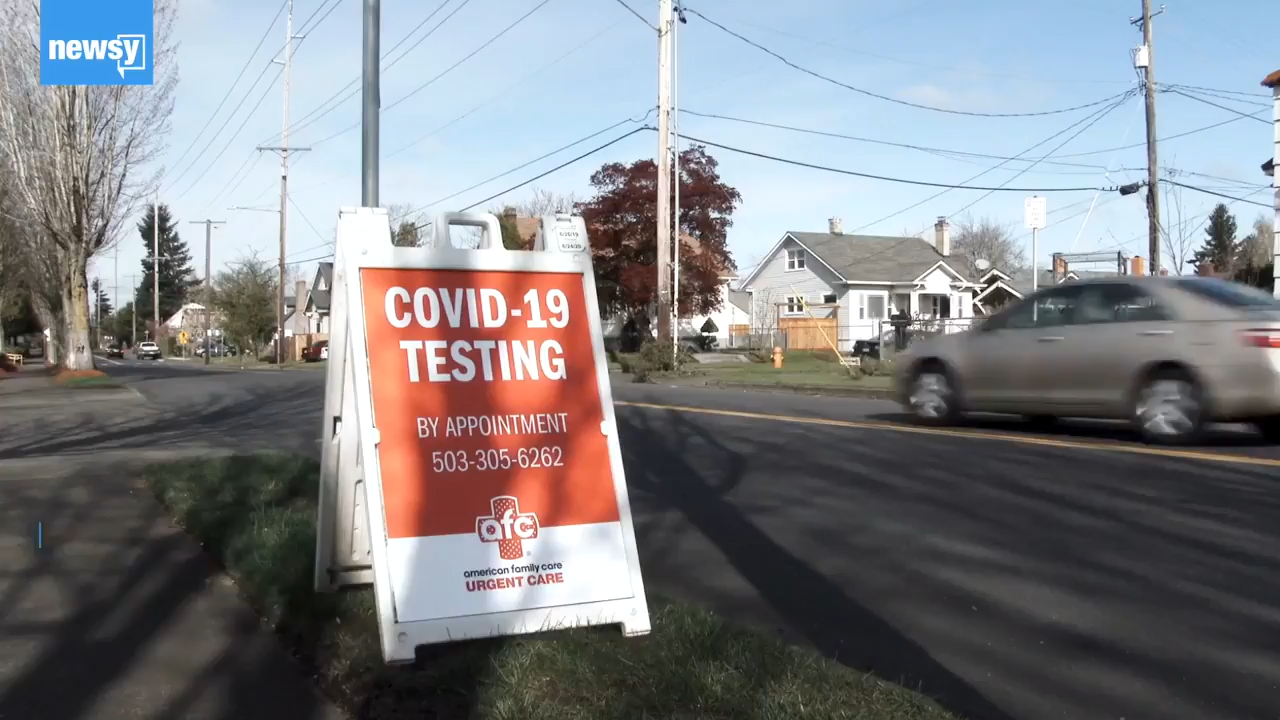 newsy
COVID-19
TESTING
BY APPOINTMENT
503-305-6262
afc
american family care
URGENT CARE